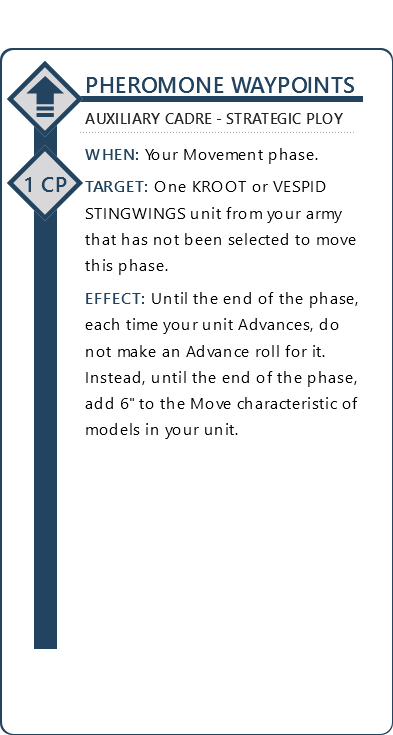 PHEROMONE WAYPOINTS
AUXILIARY CADRE - STRATEGIC PLOY
1 CP
WHEN: Your Movement phase.
TARGET: One KROOT or VESPID
STINGWINGS unit from your army
that has not been selected to move
this phase.
EFFECT: Until the end of the phase,
each time your unit Advances, do
not make an Advance roll for it.
Instead, until the end of the phase,
add 6" to the Move characteristic of
models in your unit.